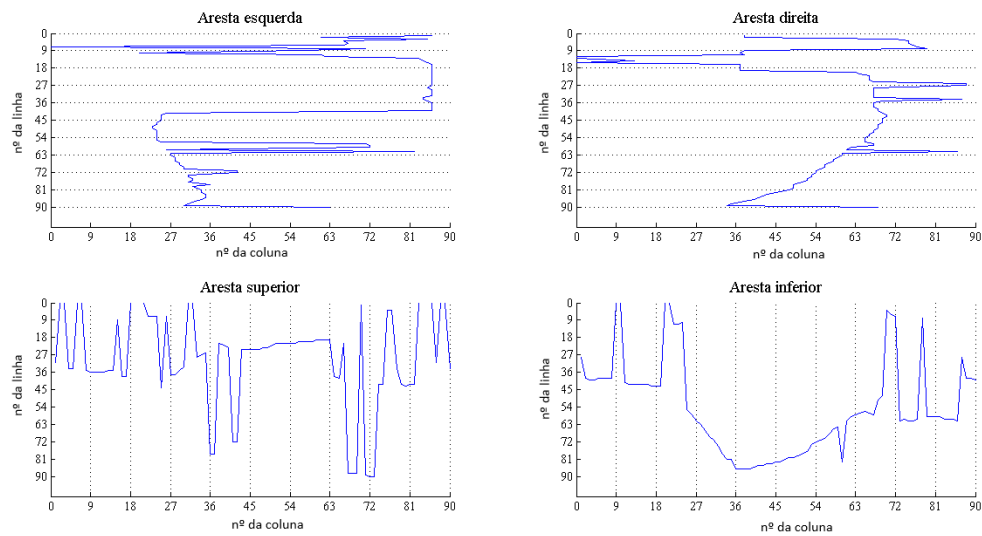 Aresta esquerda
0
9
18
27
36
45
54
63
72
81
90
nº da linha
0 9 18 27 36 45 54 63 72 81 90
nº da coluna
Aresta direita
0
9
18
27
36
45
54
63
72
81
90
nº da linha
0 9 18 27 36 45 54 63 72 81 90
nº da coluna
Aresta superior
0
9
18
27
36
45
54
63
72
81
90
nº da linha
0 9 18 27 36 45 54 63 72 81 90
nº da coluna
Aresta inferior
0
9
18
27
36
45
54
63
72
81
90
nº da linha
0 9 18 27 36 45 54 63 72 81 90
nº da coluna